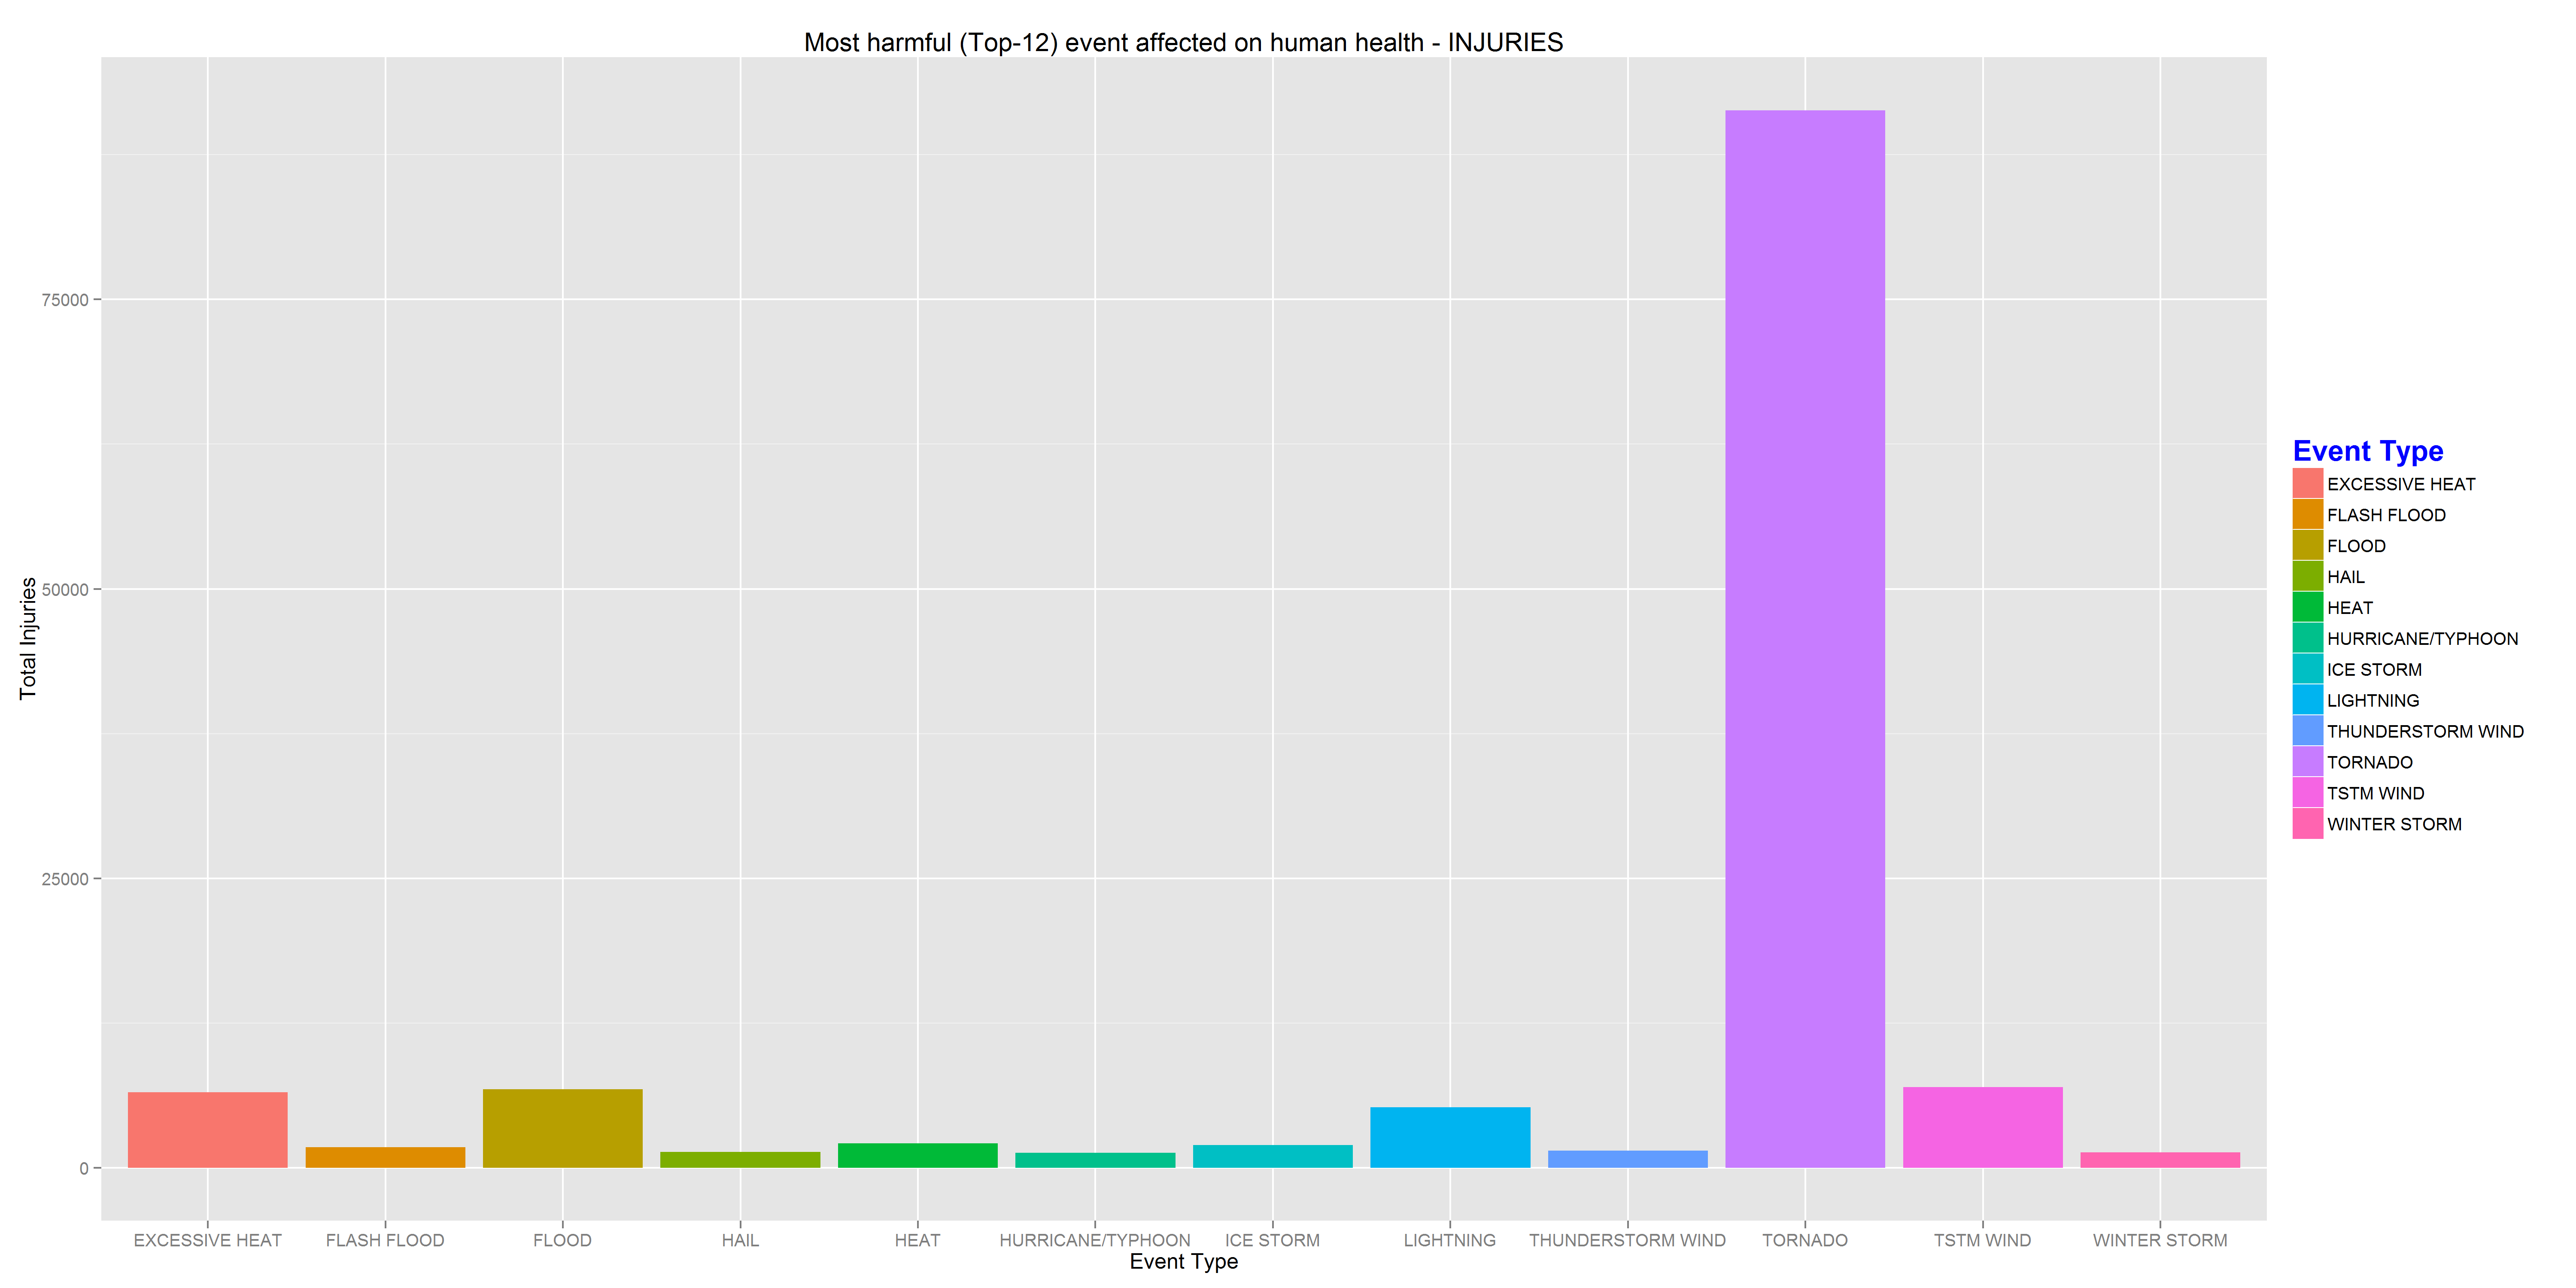 Most harmful (Top-12) event affected on human health - INJURIES
Total Injuries
75000
50000
25000
0
EXCESSIVE HEAT
FLASH FLOOD
FLOOD
HAIL
HEAT
HURRICANE/TYPHOON
ICE STORM
LIGHTNING
THUNDERSTORM WIND
TORNADO
TSTM WIND
WINTER STORM
Event Type
Event Type
EXCESSIVE HEAT
FLASH FLOOD
FLOOD
HAIL
HEAT
HURRICANE/TYPHOON
ICE STORM
LIGHTNING
THUNDERSTORM WIND
TORNADO
TSTM WIND
WINTER STORM